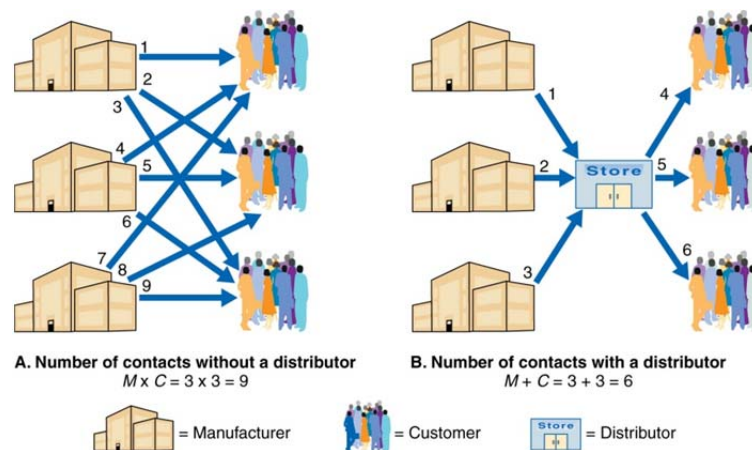 1
2
3
4
5
6
7
8
9
A. Number of contacts without a distributor
M x C = 3 x 3 = 9
1
2
3
Store
4
5
6
B. Number of contacts with a distributor
M + C = 3 + 3 = 6
= Manufacturer
= Customer
Store
= Distributor